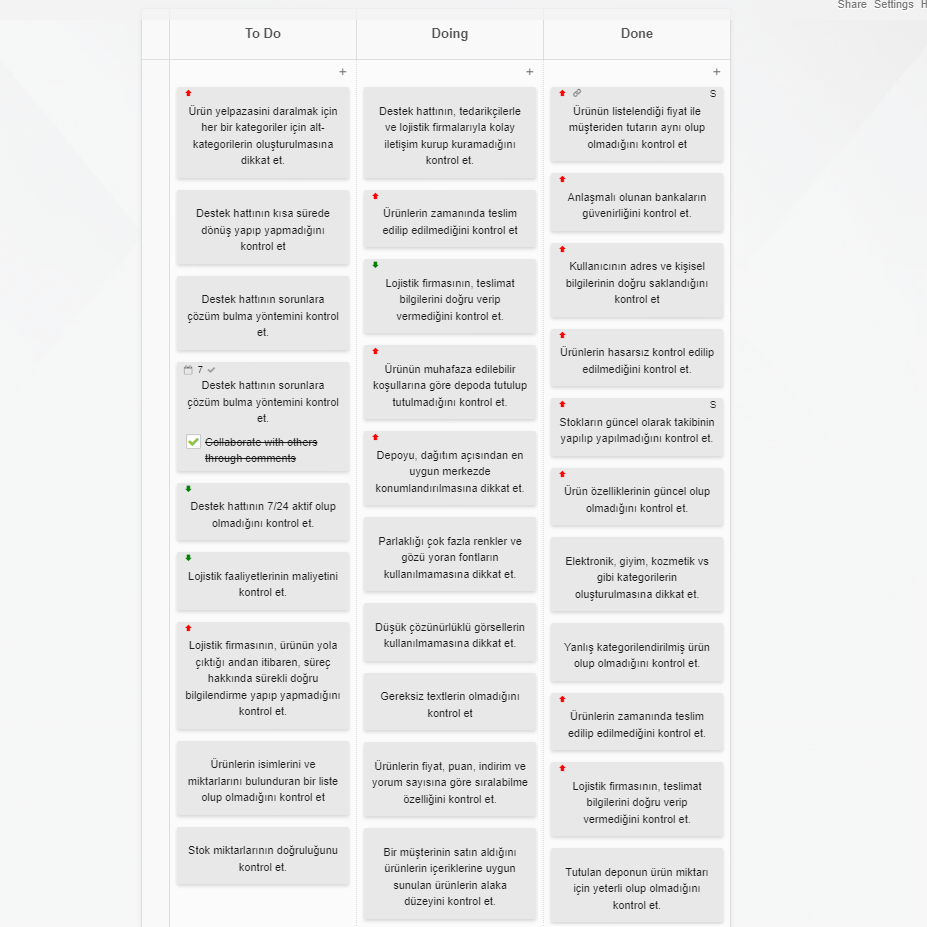 Share Settings H
To Do
Doing
Done
+
+
+
Ürün yelpazasini daralmak için
her bir kategoriler için alt-
kategorilerin oluşturulmasına
dikkat et.
Destek hattının kısa sürede
dönüş yapıp yapmadığını
kontrol et
Destek hattının sorunlara
çözüm bulma yöntemini kontrol
et.
7
Destek hattının sorunlara
çözüm bulma yöntemini kontrol
et.
Collaborate with others
through comments
Destek hattının 7/24 aktif olup
olmadığını kontrol et.
Lojistik faaliyetlerinin maliyetini
kontrol et.
Lojistik firmasının, ürünün yola
çıktığı andan itibaren, süreç
hakkında sürekli doğru
bilgilendirme yapıp yapmadığını
kontrol et.
Ürünlerin isimlerini ve
miktarlarını bulunduran bir liste
olup olmadığını kontrol et
Stok miktarlarının doğruluğunu
kontrol et.
Destek hattının, tedarikçilerle
ve lojistik firmalarıyla kolay
iletişim kurup kuramadığını
kontrol et.
Ürünlerin zamanında teslim
edilip edilmediğini kontrol et
Lojistik firmasının, teslimat
bilgilerini doğru verip
vermediğini kontrol et.
Ürünün muhafaza edilebilir
koşullarına göre depoda tutulup
tutulmadığını kontrol et.
Depoyu, dağıtım açısından en
uygun merkezde
konumlandırılmasına dikkat et.
Parlaklığı çok fazla renkler ve
gözü yoran fontların
kullanılmamasına dikkat et.
Düşük çözünürlüklü görsellerin
kullanılmamasına dikkat et.
Gereksiz textlerin olmadığını
kontrol et
Ürünlerin fiyat, puan, indirim ve
yorum sayısına göre sıralabilme
özelliğini kontrol et.
Bir müşterinin satın aldığını
ürünlerin içeriklerine uygun
sunulan ürünlerin alaka
düzeyini kontrol et.
S
Ürünün listelendiği fiyat ile
müşteriden tutarın aynı olup
olmadığını kontrol et
Anlaşmalı olunan bankaların
güvenirliğini kontrol et.
Kullanıcının adres ve kişisel
bilgilerinin doğru saklandığını
kontrol et
Ürünlerin hasarsız kontrol edilip
edilmediğini kontrol et.
S
Stokların güncel olarak takibinin
yapılıp yapılmadığını kontrol et.
Ürün özelliklerinin güncel olup
olmadığını kontrol et.
Elektronik, giyim, kozmetik vs
gibi kategorilerin
oluşturulmasına dikkat et.
Yanlış kategorilendirilmiş ürün
olup olmadığını kontrol et.
Ürünlerin zamanında teslim
edilip edilmediğini kontrol et.
Lojistik firmasının, teslimat
bilgilerini doğru verip
vermediğini kontrol et.
Tutulan deponun ürün miktarı
için yeterli olup olmadığını
kontrol et.